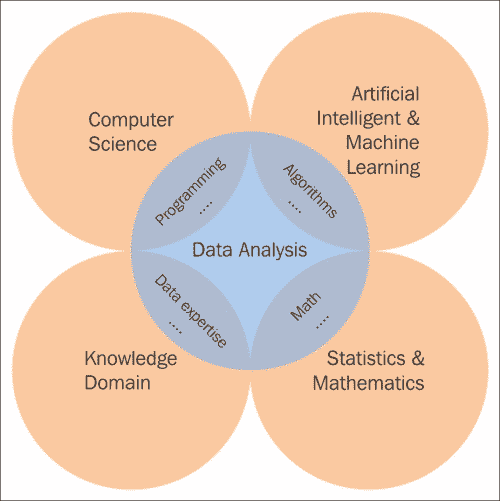 Computer
Science
Artificial
Intelligent &
Machine
Learning
Programming
....
Algorithms
....
Data Analysis
Data expertise
....
Math
....
Knowledge
Domain
Statistics &
Mathematics